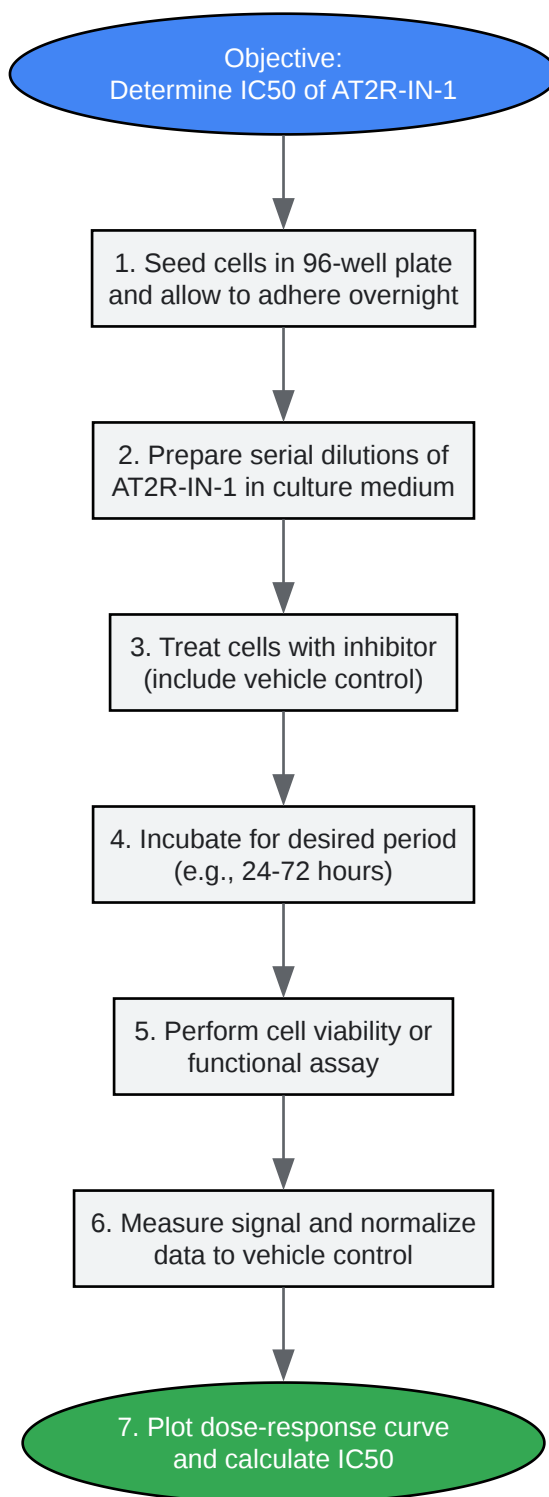 Objective:
Determine IC50 of AT2R-IN-1
1. Seed cells in 96-well plate
and allow to adhere overnight
2. Prepare serial dilutions of
AT2R-IN-1 in culture medium
3. Treat cells with inhibitor
(include vehicle control)
4. Incubate for desired period
(e.g., 24-72 hours)
5. Perform cell viability or
functional assay
6. Measure signal and normalize
data to vehicle control
7. Plot dose-response curve
and calculate IC50